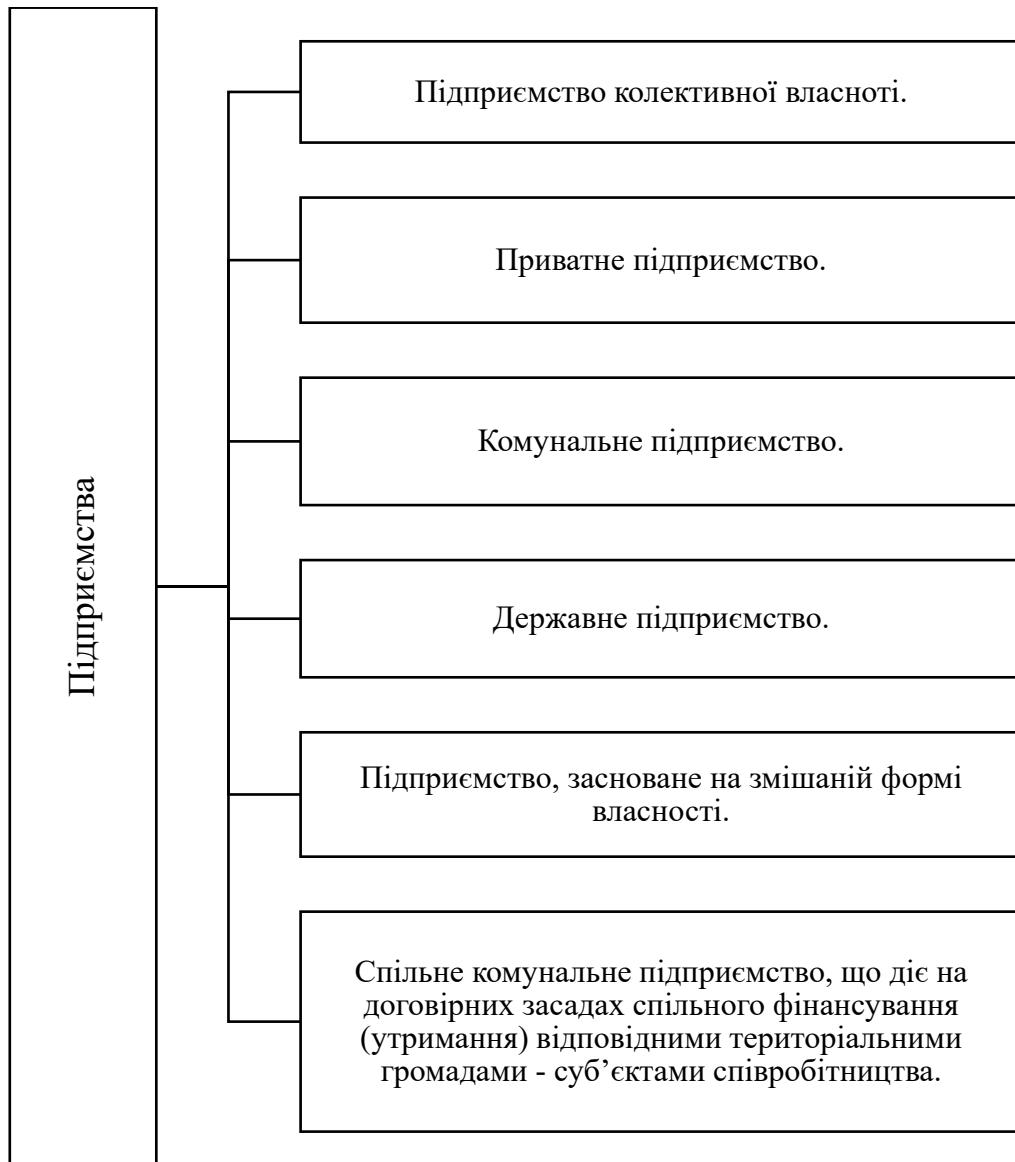 Підприємства
Підприємство колективної власноті.
Приватне підприємство.
Комунальне підприємство.
Державне підприємство.
Підприємство, засноване на змішаній формі
власності.
Спільне комунальне підприємство, що діє на
договірних засадах спільного фінансування
(утримання) відповідними територіальними
громадами - суб’єктами співробітництва.